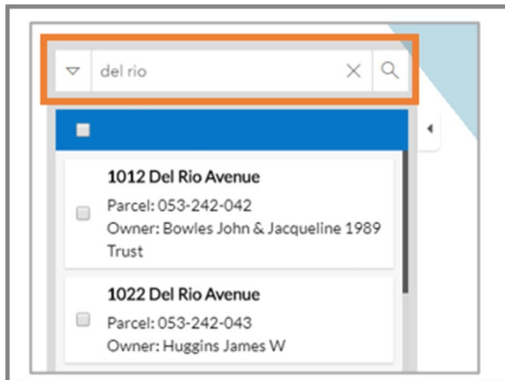 del rio
1012 Del Rio Avenue
Parcel: 053-242-042
Owner: Bowles John & Jacqueline 1989
Trust
1022 Del Rio Avenue
Parcel: 053-242-043
Owner: Huggins James W